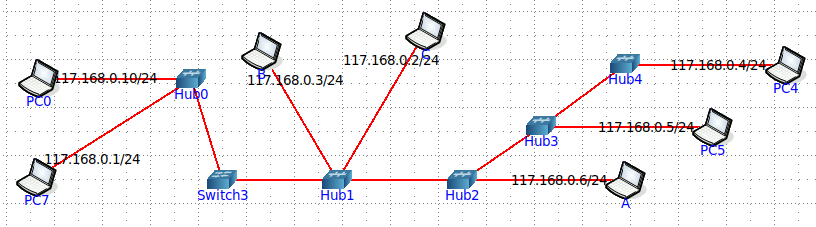 C
B
117.168.0.2/24
117.168.0.10/24
117.168.0.3/24
117.168.0.4/24
Hub4
PC4
PC0
Hub0
117.168.0.5/24
Hub3
PC5
117.168.0.1/24
117.168.0.6/24
PC7
Switch3
Hub1
Hub2
A